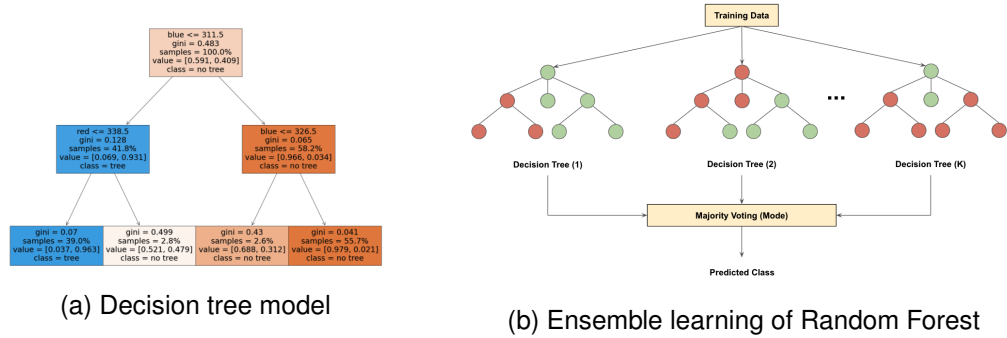 blue <= 311.5
gini = 0.483
samples = 100.0%
value = [0.591, 0.409]
class = no tree
red <= 338.5
gini = 0.128
samples = 41.8%
value = [0.069, 0.931]
class = tree
blue <= 326.5
gini = 0.065
samples = 58.2%
value = [0.966, 0.034]
class = no tree
gini = 0.07
samples = 39.0%
value = [0.037, 0.963]
class = tree
gini = 0.499
samples = 2.8%
value = [0.521, 0.479]
class = no tree
gini = 0.43
samples = 2.6%
value = [0.688, 0.312]
class = no tree
gini = 0.041
samples = 55.7%
value = [0.979, 0.021]
class = no tree
(a) Decision tree model
Training Data
...
Decision Tree (1)
Decision Tree (2)
Decision Tree (K)
Majority Voting (Mode)
Predicted Class
(b) Ensemble learning of Random Forest